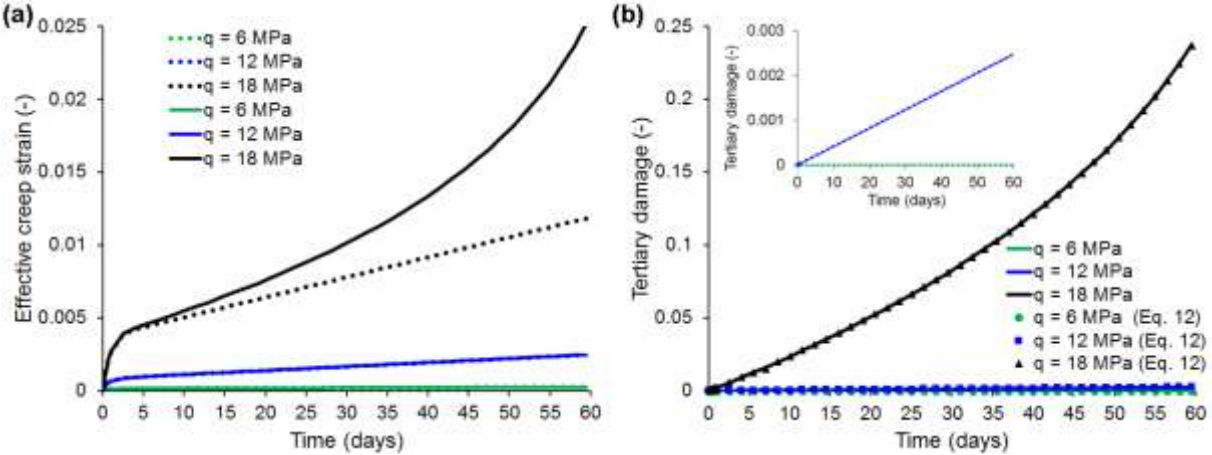 (a)
0.025
0.02
0.015
0.01
0.005
0
Effective creep strain (-)
q = 6 MPa
q = 12 MPa
q = 18 MPa
q = 6 MPa
q = 12 MPa
q = 18 MPa
0 5 10 15 20 25 30 35 40 45 50 55 60
Time (days)
(b)
0.25
0.2
0.15
0.1
0.05
0
Tertiary damage (-)
0.003
0.002
0.001
0
Tertiary damage (-)
0 10 20 30 40 50 60
Time (days)
q = 6 MPa
q = 12 MPa
q = 18 MPa
q = 6 MPa (Eq. 12)
q = 12 MPa (Eq. 12)
q = 18 MPa (Eq. 12)
0 5 10 15 20 25 30 35 40 45 50 55 60
Time (days)